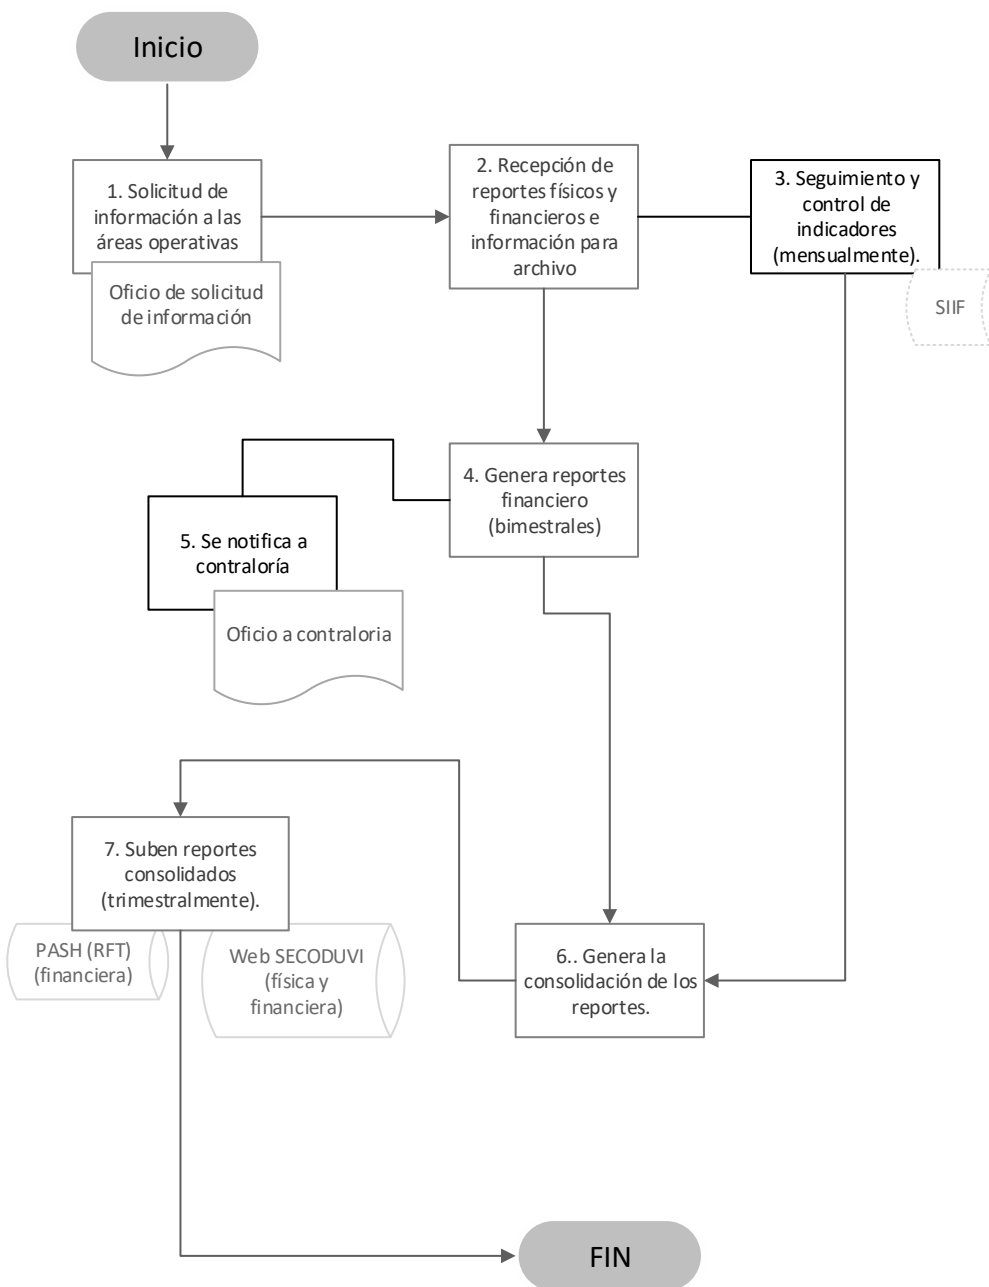 Inicio
1. Solicitud de
información a las
áreas operativas
Oficio de solicitud
de información
2. Recepción de
reportes físicos y
financieros e
información para
archivo
3. Seguimiento y
control de
indicadores
(mensualmente).
SIIF
4. Genera reportes
financiero
(bimestrales)
5. Se notifica a
contraloría
Oficio a contraloria
6.. Genera la
consolidación de los
reportes.
7. Suben reportes
consolidados
(trimestralmente).
PASH (RFT)
(financiera)
Web SECODUVI
(física y
financiera)
FIN